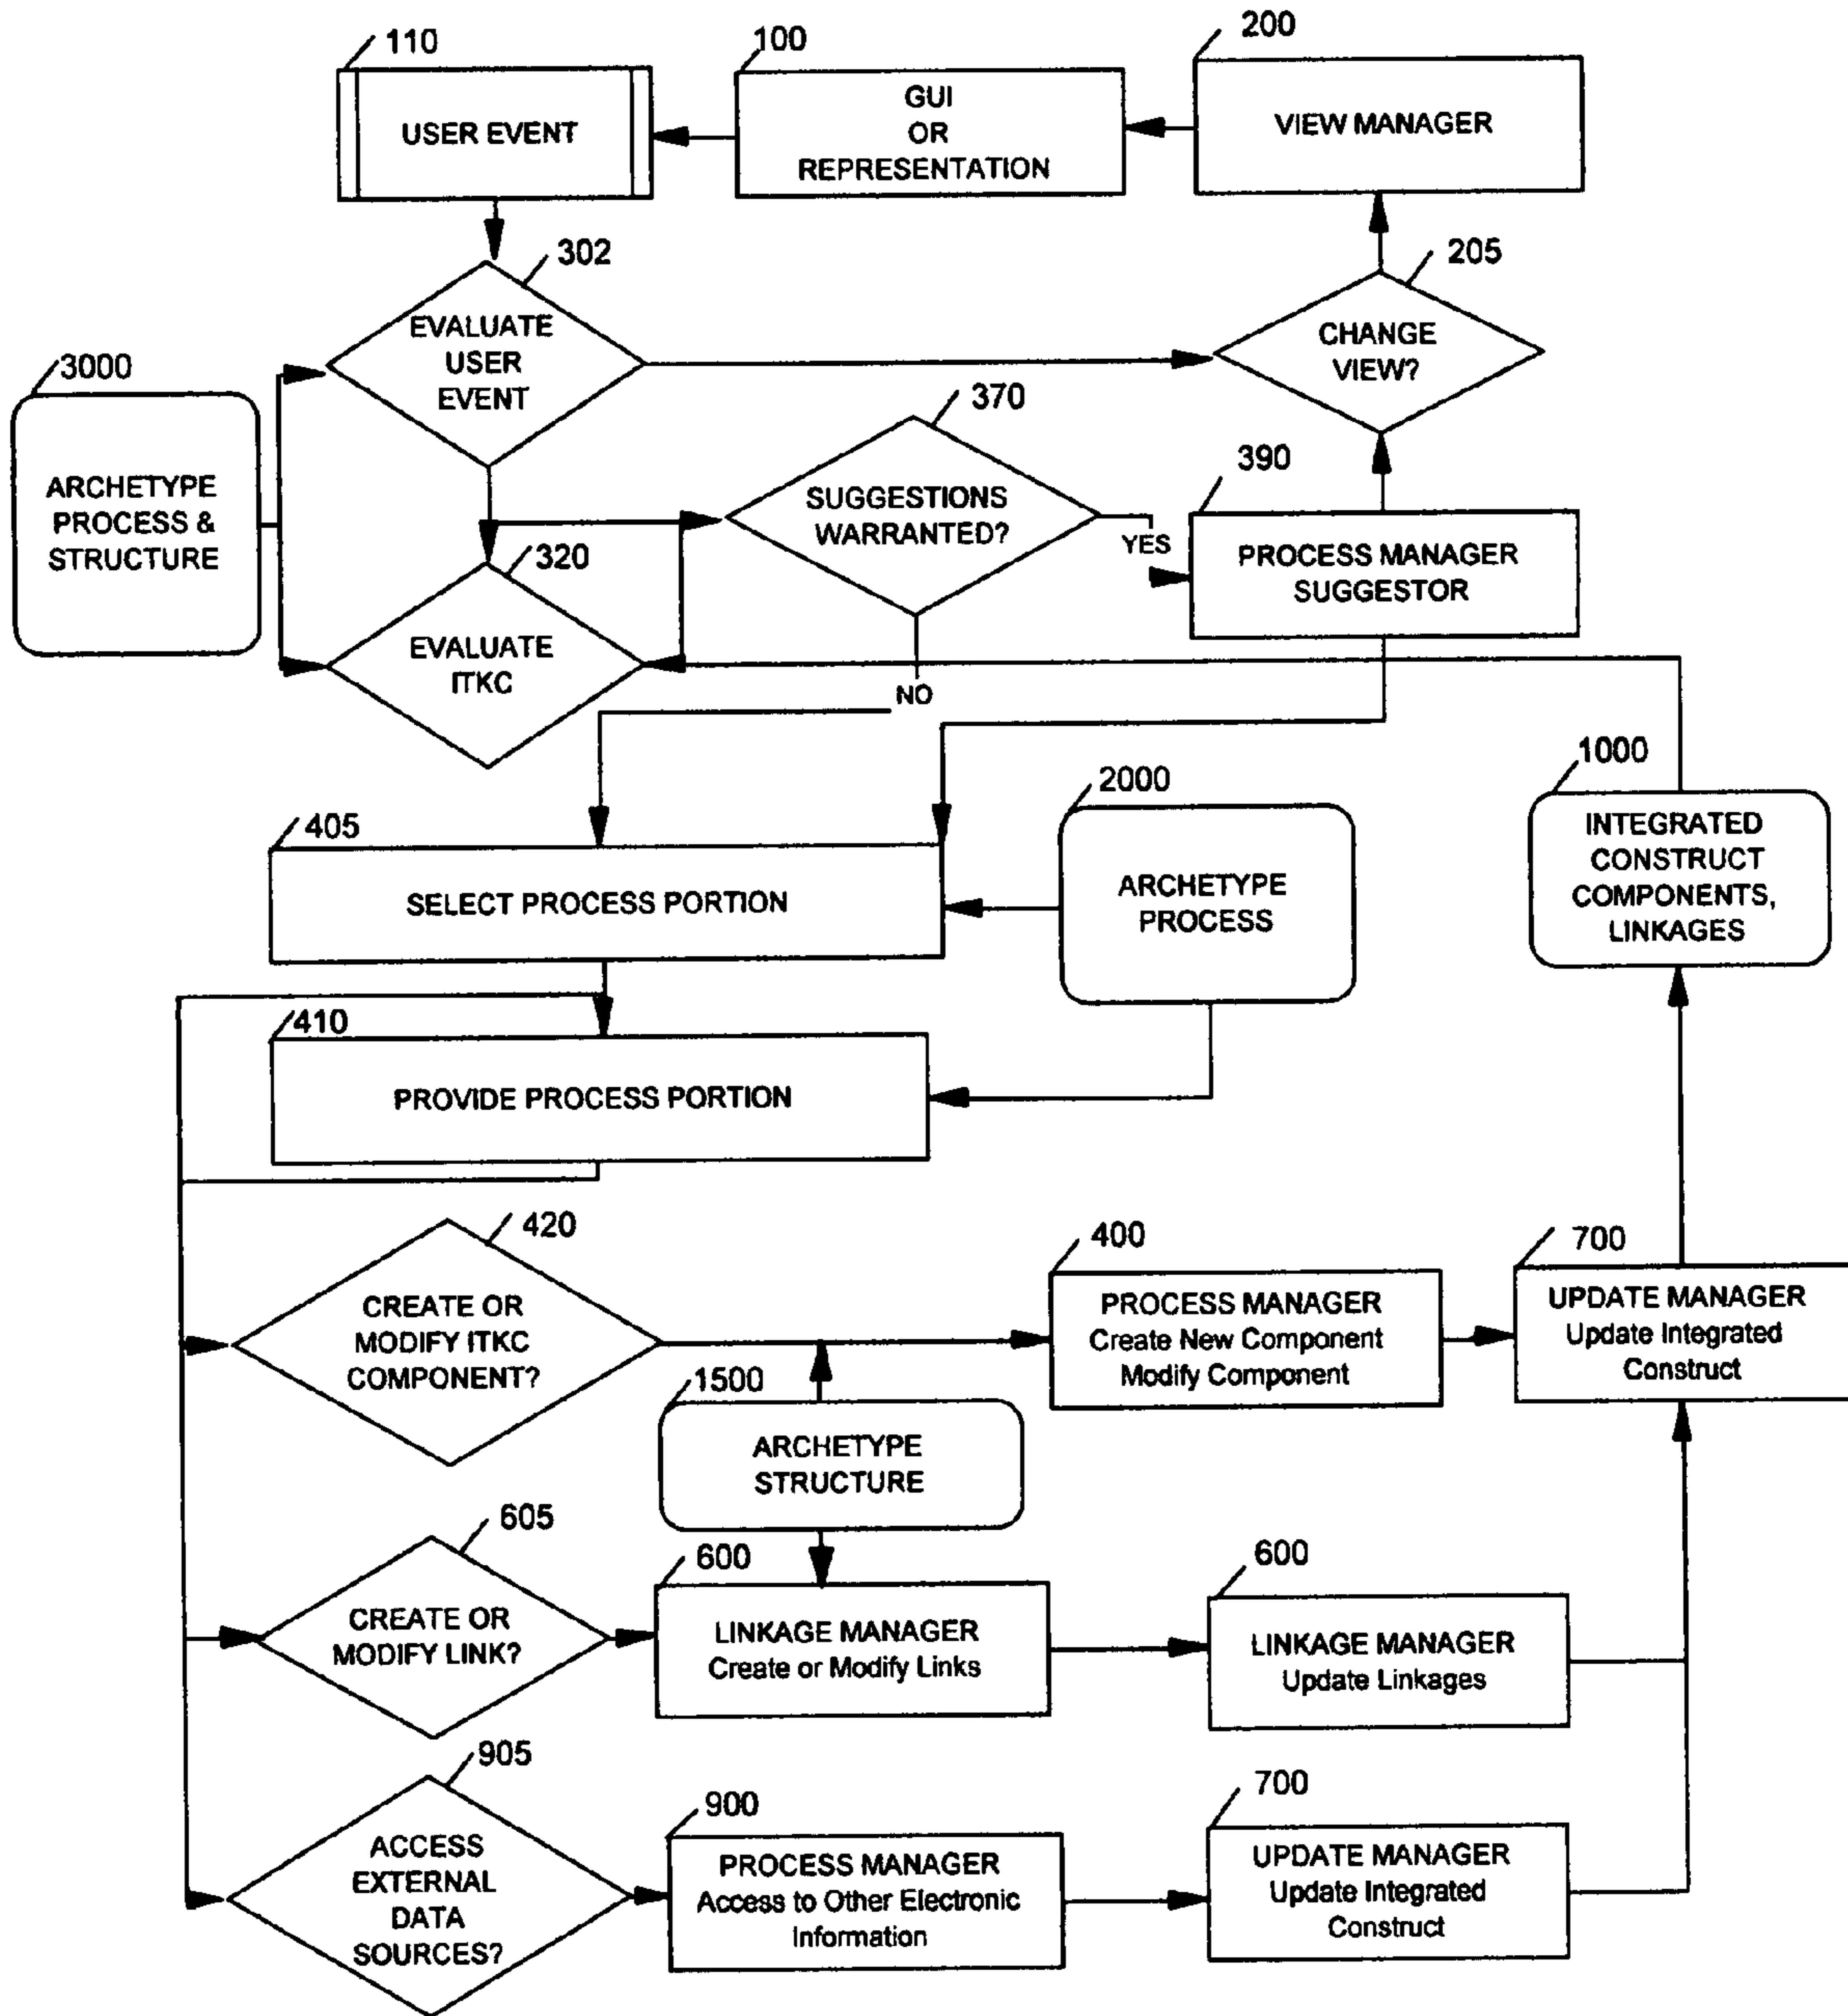 110
USER EVENT
100
GUI
OR
REPRESENTATION
200
VIEW MANAGER
302
EVALUATE
USER
EVENT
205
CHANGE
VIEW?
3000
ARCHETYPE
PROCESS &
STRUCTURE
370
SUGGESTIONS
WARRANTED?
YES
NO
390
PROCESS MANAGER
SUGGESTOR
320
EVALUATE
ITKC
405
SELECT PROCESS PORTION
2000
ARCHETYPE
PROCESS
1000
INTEGRATED
CONSTRUCT
COMPONENTS,
LINKAGES
410
PROVIDE PROCESS PORTION
420
CREATE OR
MODIFY ITKC
COMPONENT?
400
PROCESS MANAGER
Create New Component
Modify Component
700
UPDATE MANAGER
Update Integrated
Construct
1500
ARCHETYPE
STRUCTURE
605
CREATE OR
MODIFY LINK?
600
LINKAGE MANAGER
Create or Modify Links
600
LINKAGE MANAGER
Update Linkages
905
ACCESS
EXTERNAL
DATA
SOURCES?
900
PROCESS MANAGER
Access to Other Electronic
Information
700
UPDATE MANAGER
Update Integrated
Construct